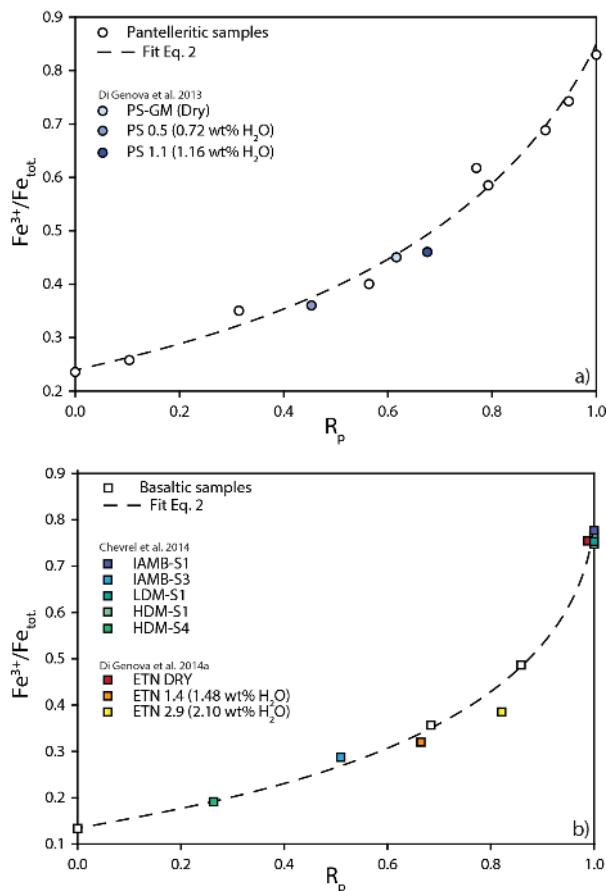 0.9
0.8
0.7
0.6
0.5
0.4
0.3
0.2
Fe³⁺/Fe_tot.
Pantelleritic samples
Fit Eq. 2
Di Genova et al. 2013
PS-GM (Dry)
PS 0.5 (0.72 wt% H₂O)
PS 1.1 (1.16 wt% H₂O)
a)
0.0 0.2 0.4 0.6 0.8 1.0
R_p
0.9
0.8
0.7
0.6
0.5
0.4
0.3
0.2
0.1
Fe³⁺/Fe_tot.
Basaltic samples
Fit Eq. 2
Chevrel et al. 2014
IAMB-S1
IAMB-S3
LDM-S1
HDM-S1
HDM-S4
Di Genova et al. 2014a
ETN DRY
ETN 1.4 (1.48 wt% H₂O)
ETN 2.9 (2.10 wt% H₂O)
b)
0.0 0.2 0.4 0.6 0.8 1.0
R_p